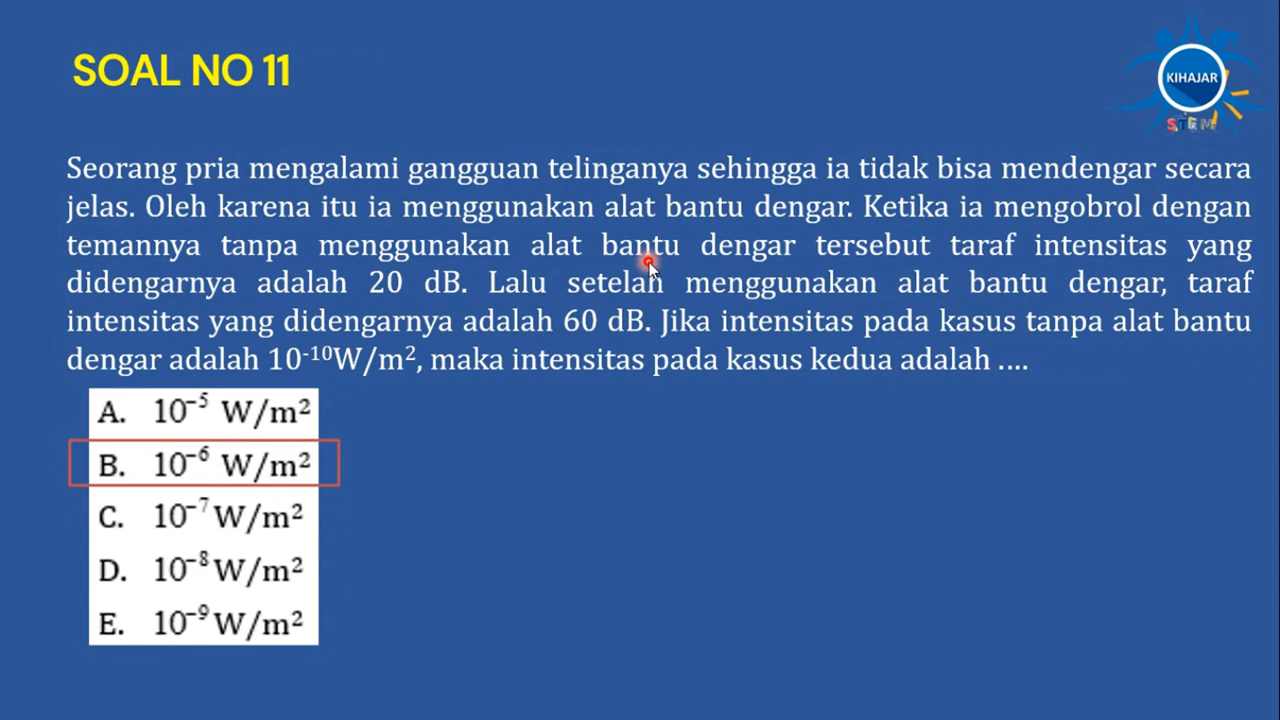 SOAL NO 11
KIHAJAR
STEM
Seorang pria mengalami gangguan telinganya sehingga ia tidak bisa mendengar secara
jelas. Oleh karena itu ia menggunakan alat bantu dengar. Ketika ia mengobrol dengan
temannya tanpa menggunakan alat bantu dengar tersebut taraf intensitas yang
didengarnya adalah 20 dB. Lalu setelah menggunakan alat bantu dengar, taraf
intensitas yang didengarnya adalah 60 dB. Jika intensitas pada kasus tanpa alat bantu
dengar adalah 10⁻¹⁰W/m², maka intensitas pada kasus kedua adalah ....
A. 10⁻⁵ W/m²
B. 10⁻⁶ W/m²
C. 10⁻⁷ W/m²
D. 10⁻⁸ W/m²
E. 10⁻⁹ W/m²